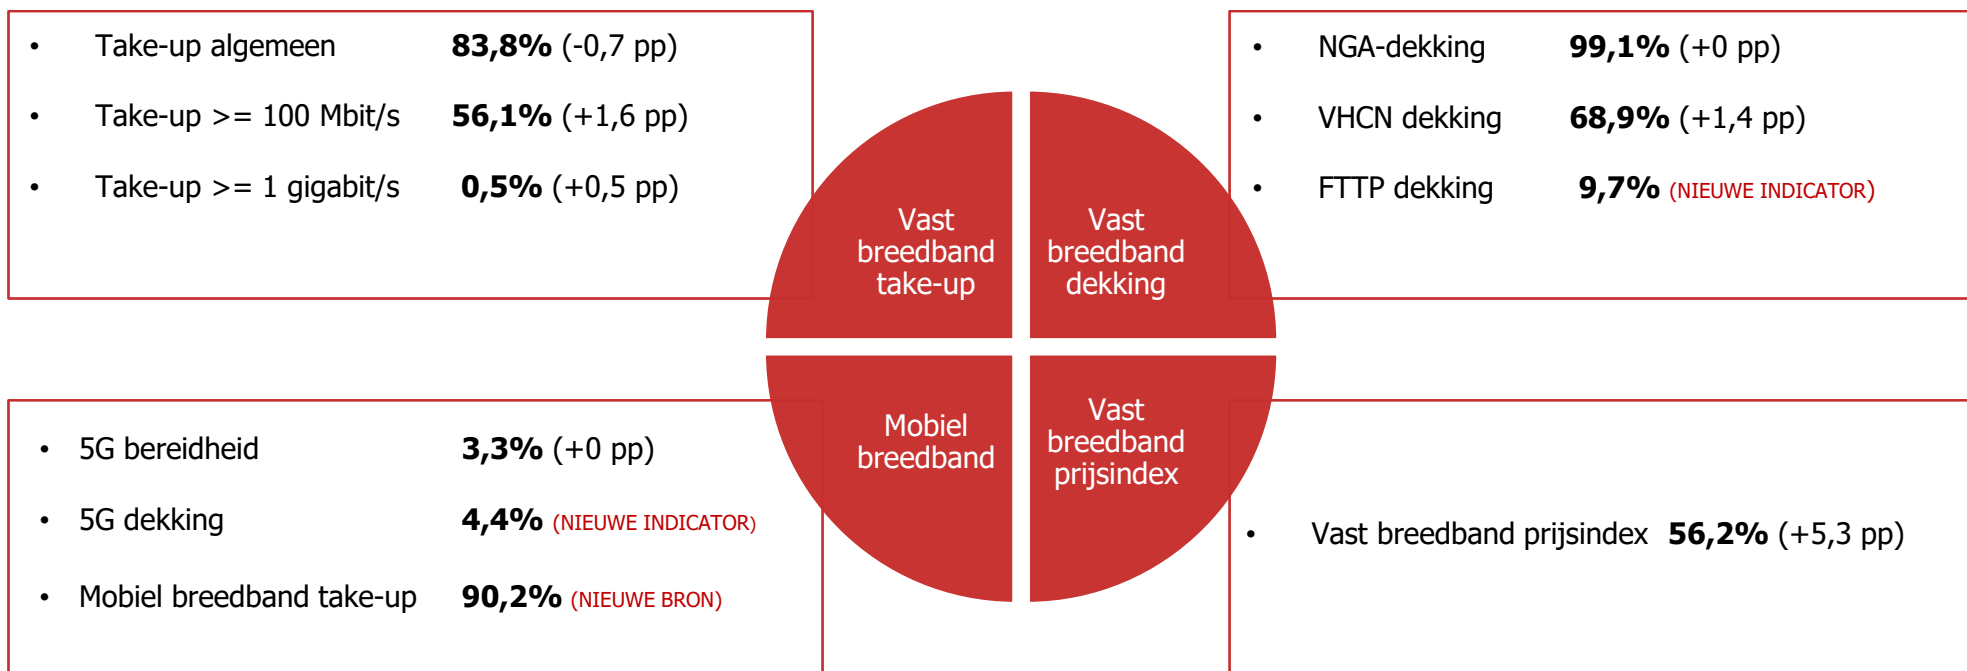 • Take-up algemeen 83,8% (-0,7 pp)
• Take-up >= 100 Mbit/s 56,1% (+1,6 pp)
• Take-up >= 1 gigabit/s 0,5% (+0,5 pp)
• NGA-dekking 99,1% (+0 pp)
• VHCN dekking 68,9% (+1,4 pp)
• FTTP dekking 9,7% (NIEUWE INDICATOR)
Vast
breedband
take-up
Vast
breedband
dekking
Mobiel
breedband
Vast
breedband
prijsindex
• 5G bereidheid 3,3% (+0 pp)
• 5G dekking 4,4% (NIEUWE INDICATOR)
• Mobiel breedband take-up 90,2% (NIEUWE BRON)
• Vast breedband prijsindex 56,2% (+5,3 pp)